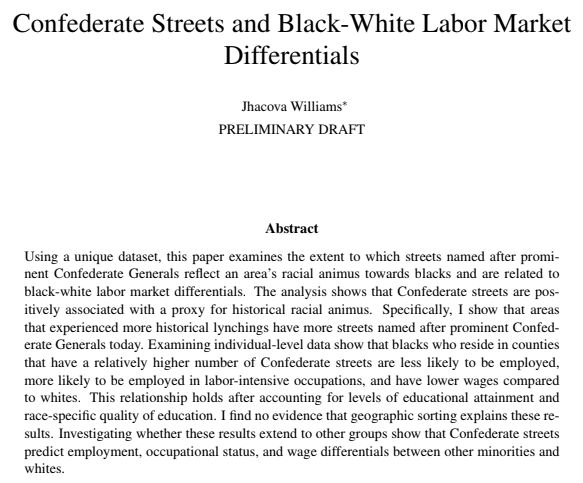 Confederate Streets and Black-White Labor Market
Differentials
Jhacova Williams*
PRELIMINARY DRAFT
Abstract
Using a unique dataset, this paper examines the extent to which streets named after promi-
nent Confederate Generals reflect an area's racial animus towards blacks and are related to
black-white labor market differentials. The analysis shows that Confederate streets are pos-
itively associated with a proxy for historical racial animus. Specifically, I show that areas
that experienced more historical lynchings have more streets named after prominent Confed-
erate Generals today. Examining individual-level data show that blacks who reside in counties
that have a relatively higher number of Confederate streets are less likely to be employed,
more likely to be employed in labor-intensive occupations, and have lower wages compared
to whites. This relationship holds after accounting for levels of educational attainment and
race-specific quality of education. I find no evidence that geographic sorting explains these re-
sults. Investigating whether these results extend to other groups show that Confederate streets
predict employment, occupational status, and wage differentials between other minorities and
whites.